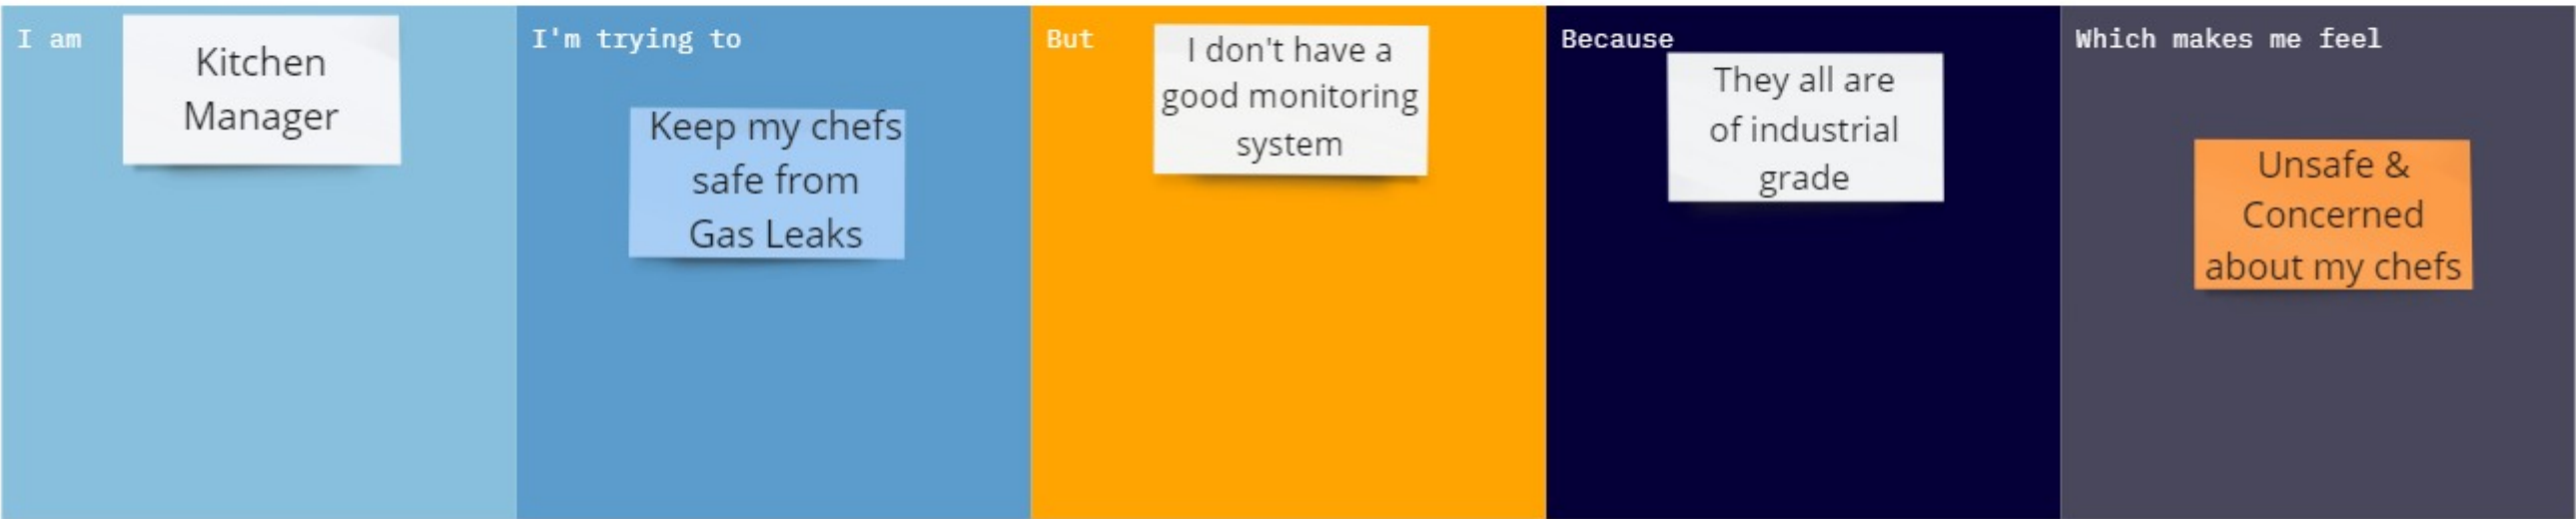 I am
Kitchen
Manager
I'm trying to
Keep my chefs
safe from
Gas Leaks
But
I don't have a
good monitoring
system
Because
They all are
of industrial
grade
Which makes me feel
Unsafe &
Concerned
about my chefs